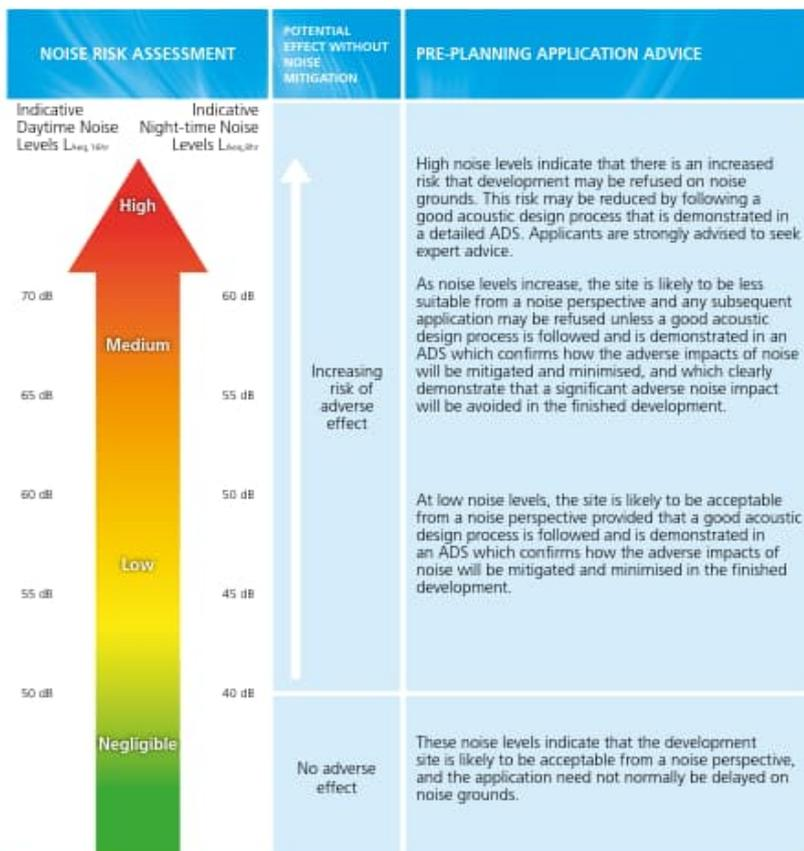 NOISE RISK ASSESSMENT
POTENTIAL
EFFECT WITHOUT
NOISE
MITIGATION
PRE-PLANNING APPLICATION ADVICE
Indicative
Daytime Noise
Levels LAeq, 16hr
Indicative
Night-time Noise
Levels LAeq,8hr
High
70 dB
60 dB
Medium
65 dB
55 dB
60 dB
50 dB
Low
55 dB
45 dB
50 dB
40 dB
Negligible
Increasing
risk of
adverse
effect
No adverse
effect
High noise levels indicate that there is an increased
risk that development may be refused on noise
grounds. This risk may be reduced by following a
good acoustic design process that is demonstrated in
a detailed ADS. Applicants are strongly advised to seek
expert advice.
As noise levels increase, the site is likely to be less
suitable from a noise perspective and any subsequent
application may be refused unless a good acoustic
design process is followed and is demonstrated in an
ADS which confirms how the adverse impacts of noise
will be mitigated and minimised, and which clearly
demonstrate that a significant adverse noise impact
will be avoided in the finished development.
At low noise levels, the site is likely to be acceptable
from a noise perspective provided that a good acoustic
design process is followed and is demonstrated in
an ADS which confirms how the adverse impacts of
noise will be mitigated and minimised in the finished
development.
These noise levels indicate that the development
site is likely to be acceptable from a noise perspective,
and the application need not normally be delayed on
noise grounds.